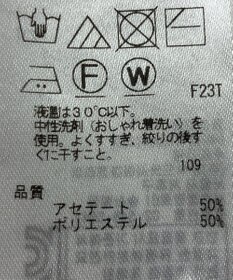 F
W
F23T
液温は30℃以下。
中性洗剤（おしゃれ着洗い）を
使用。よくすすぎ、絞りの後す
ぐに干すこと。
109
品質
アセテート 50%
ポリエステル 50%